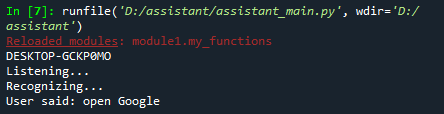 In [7]: runfile('D:/assistant/assistant_main.py', wdir='D:/
assistant')
Reloaded modules: module1.my_functions
DESKTOP-GCKP0MO
Listening...
Recognizing...
User said: open Google